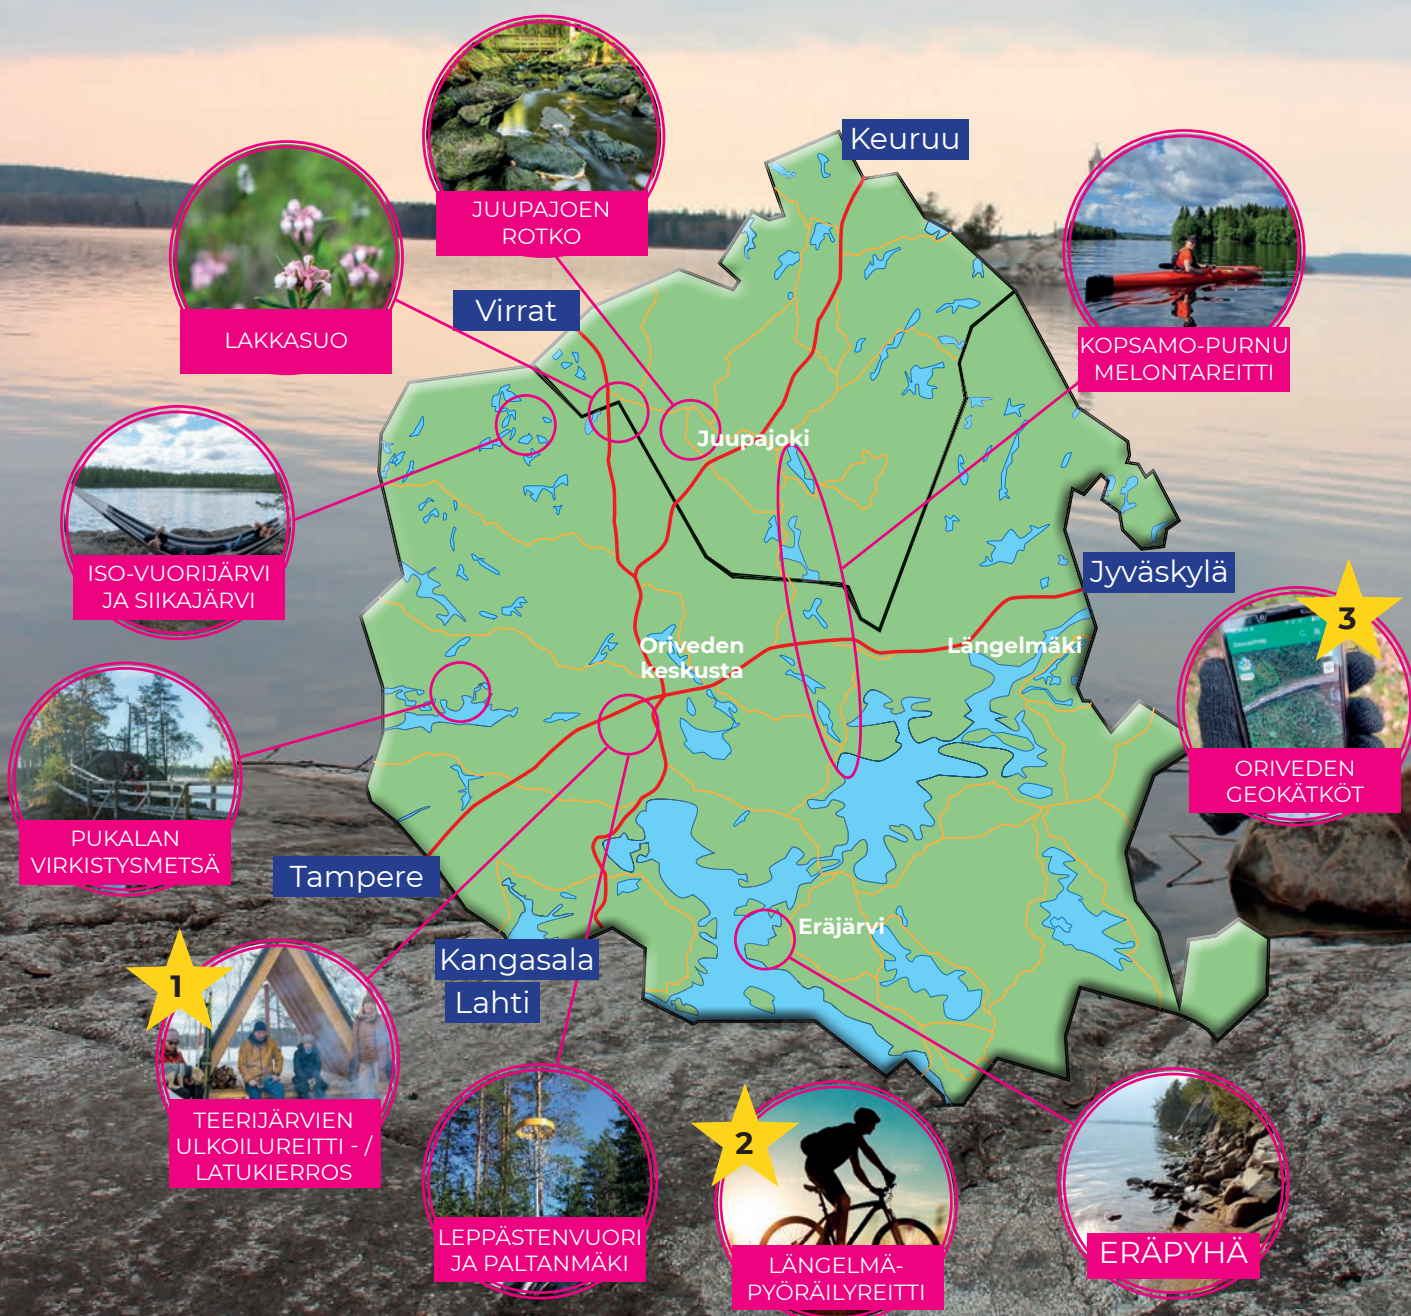 Keuruu
JUUPAJOEN
ROTKO
LAKKASUO
Virrat
KOPSAMO-PURNU
MELONTAREITTI
Juupajoki
ISO-VUORIJÄRVI
JA SIIKAJÄRVI
Jyväskylä
3
Oriveden
keskusta
Längelmäki
ORIVEDEN
GEOKÄTKÖT
PUKALAN
VIRKISTYSMETSÄ
Tampere
Eräjärvi
Kangasala
Lahti
1
TEERIJÄRVIEN
ULKOILUREITTI - /
LATUKIERROS
2
LEPPÄSTENVUORI
JA PALTANMÄKI
LÄNGELMÄ-
PYÖRÄILYREITTI
ERÄPYHÄ